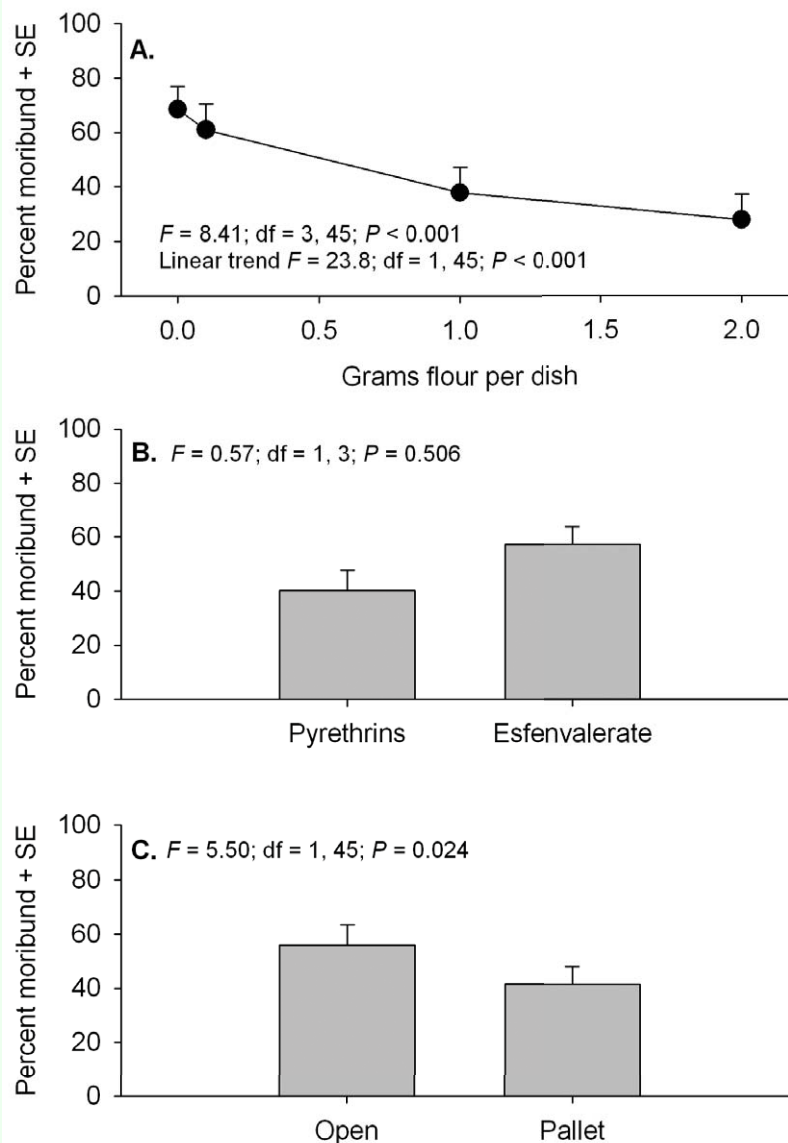 Percent moribund + SE
100
80
60
40
20
0
A.
F = 8.41; df = 3, 45; P < 0.001
Linear trend F = 23.8; df = 1, 45; P < 0.001
0.0 0.5 1.0 1.5 2.0
Grams flour per dish
Percent moribund + SE
100
80
60
40
20
0
B. F = 0.57; df = 1, 3; P = 0.506
Pyrethrins Esfenvalerate
Percent moribund + SE
100
80
60
40
20
0
C. F = 5.50; df = 1, 45; P = 0.024
Open Pallet